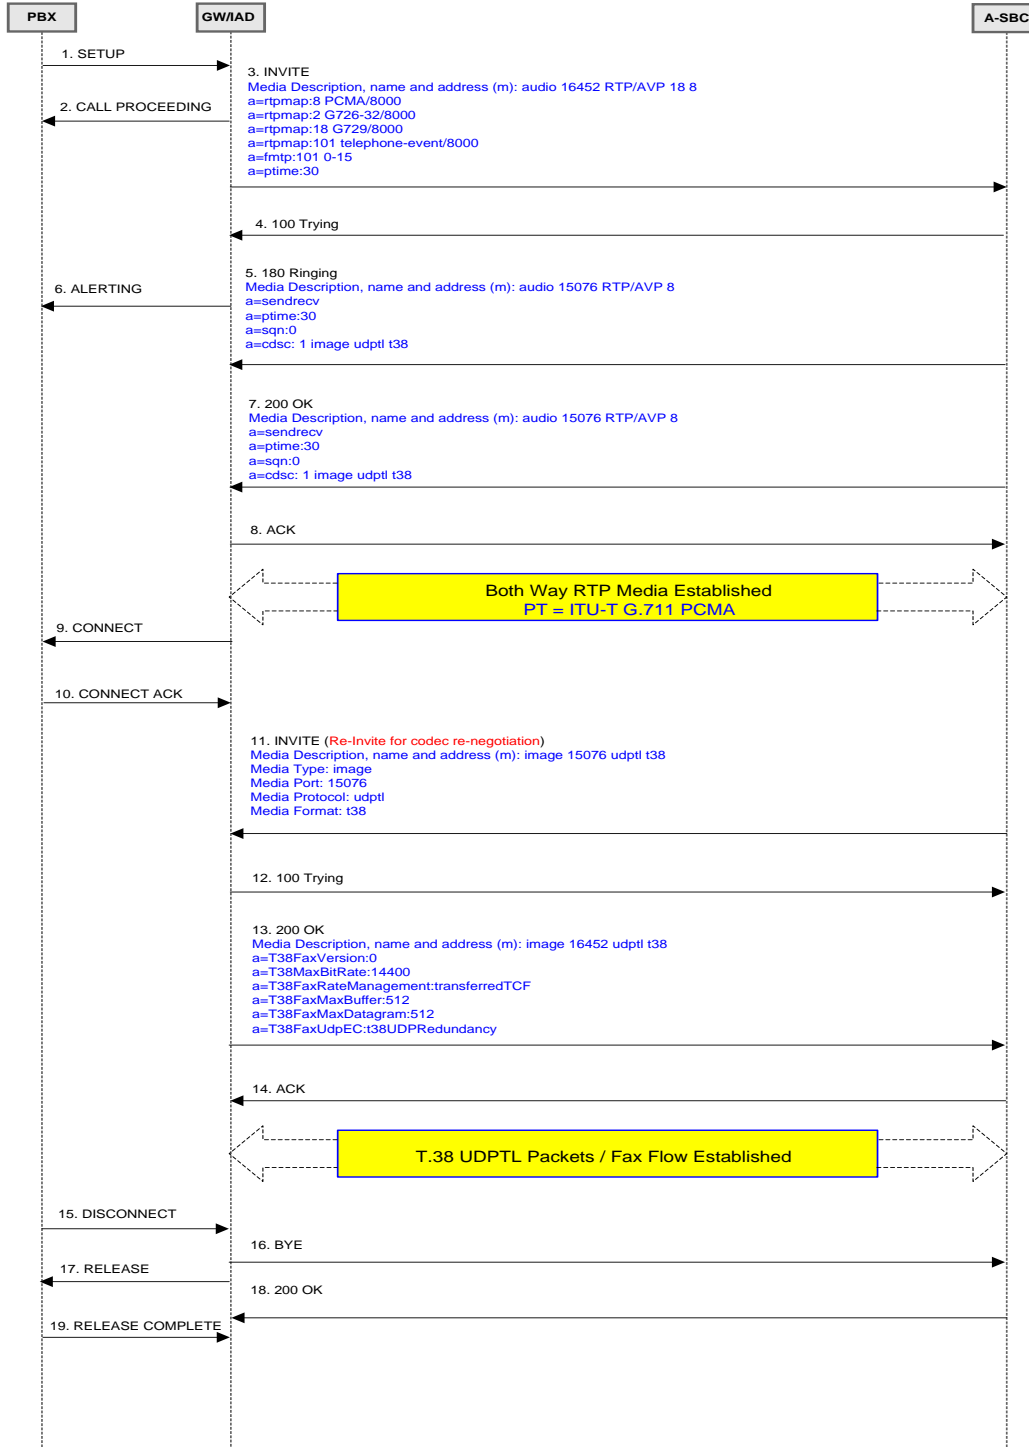 PBX
GW/IAD
A-SBC
1. SETUP
3. INVITE
Media Description, name and address (m): audio 16452 RTP/AVP 18 8
a=rtpmap:8 PCMA/8000
a=rtpmap:2 G726-32/8000
a=rtpmap:18 G729/8000
a=rtpmap:101 telephone-event/8000
a=fmtp:101 0-15
a=ptime:30
2. CALL PROCEEDING
4. 100 Trying
5. 180 Ringing
Media Description, name and address (m): audio 15076 RTP/AVP 8
a=sendrecv
a=ptime:30
a=sqn:0
a=cdsc: 1 image udptl t38
6. ALERTING
7. 200 OK
Media Description, name and address (m): audio 15076 RTP/AVP 8
a=sendrecv
a=ptime:30
a=sqn:0
a=cdsc: 1 image udptl t38
8. ACK
Both Way RTP Media Established
PT = ITU-T G.711 PCMA
9. CONNECT
10. CONNECT ACK
11. INVITE (Re-Invite for codec re-negotiation)
Media Description, name and address (m): image 15076 udptl t38
Media Type: image
Media Port: 15076
Media Protocol: udptl
Media Format: t38
12. 100 Trying
13. 200 OK
Media Description, name and address (m): image 16452 udptl t38
a=T38FaxVersion:0
a=T38MaxBitRate:14400
a=T38FaxRateManagement:transferredTCF
a=T38FaxMaxBuffer:512
a=T38FaxMaxDatagram:512
a=T38FaxUdpEC:t38UDPRedundancy
14. ACK
T.38 UDPTL Packets / Fax Flow Established
15. DISCONNECT
16. BYE
17. RELEASE
18. 200 OK
19. RELEASE COMPLETE